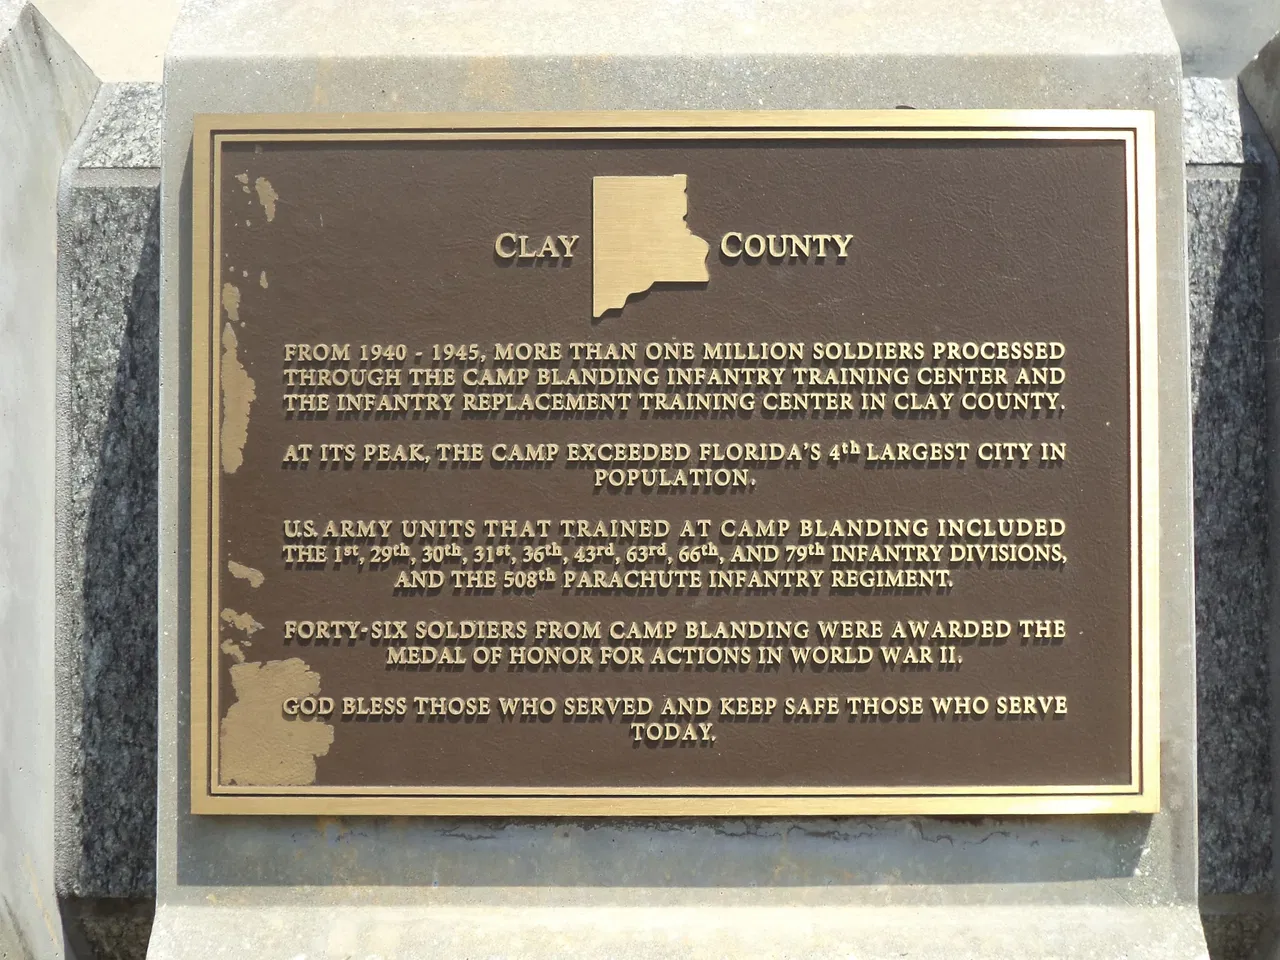 CLAY COUNTY
FROM 1940 - 1945, MORE THAN ONE MILLION SOLDIERS PROCESSED
THROUGH THE CAMP BLANDING INFANTRY TRAINING CENTER AND
THE INFANTRY REPLACEMENT TRAINING CENTER IN CLAY COUNTY.
AT ITS PEAK, THE CAMP EXCEEDED FLORIDA'S 4th LARGEST CITY IN
POPULATION.
U.S. ARMY UNITS THAT TRAINED AT CAMP BLANDING INCLUDED
THE 1st, 29th, 30th, 31st, 36th, 43rd, 63rd, 66th, AND 79th INFANTRY DIVISIONS,
AND THE 508th PARACHUTE INFANTRY REGIMENT.
FORTY-SIX SOLDIERS FROM CAMP BLANDING WERE AWARDED THE
MEDAL OF HONOR FOR ACTIONS IN WORLD WAR II.
GOD BLESS THOSE WHO SERVED AND KEEP SAFE THOSE WHO SERVE
TODAY.